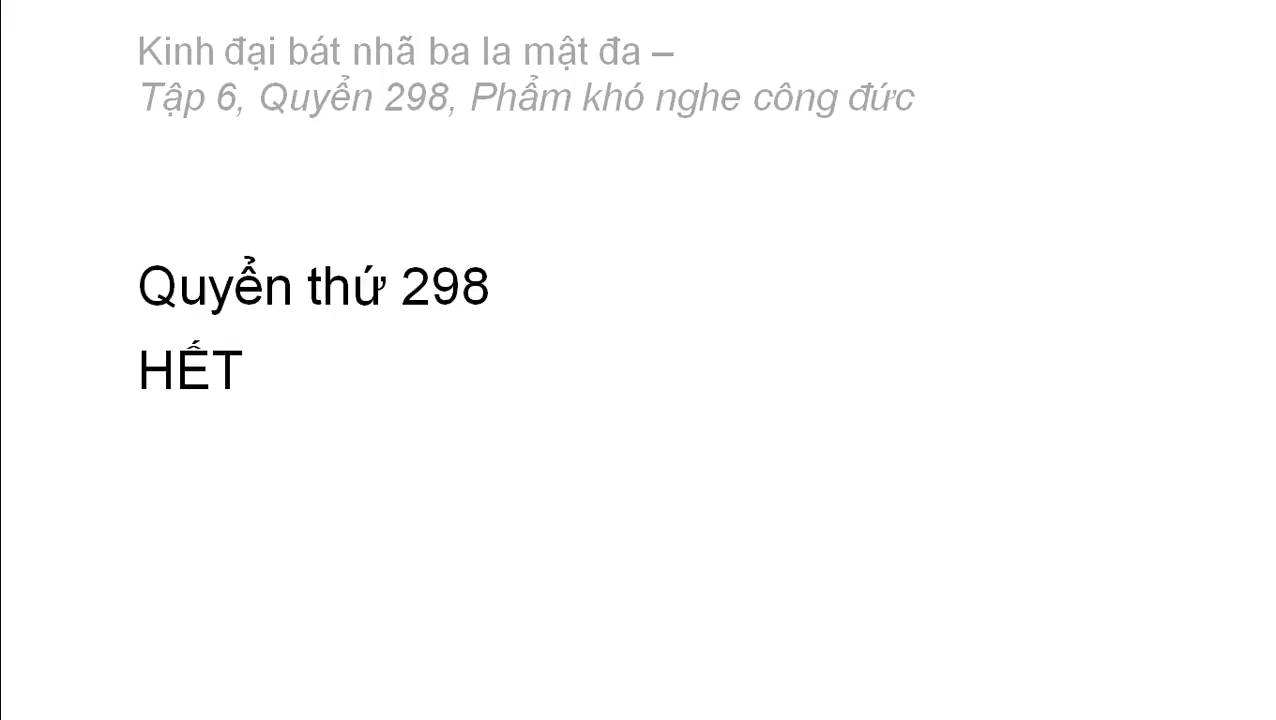 Kinh đại bát nhã ba la mật đa –
Tập 6, Quyển 298, Phẩm khó nghe công đức
Quyển thứ 298
HẾT